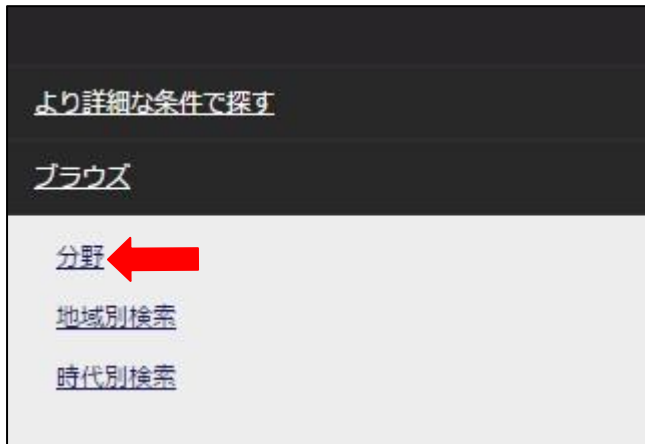 より詳細な条件で探す
ブラウズ
分野
地域別検索
時代別検索